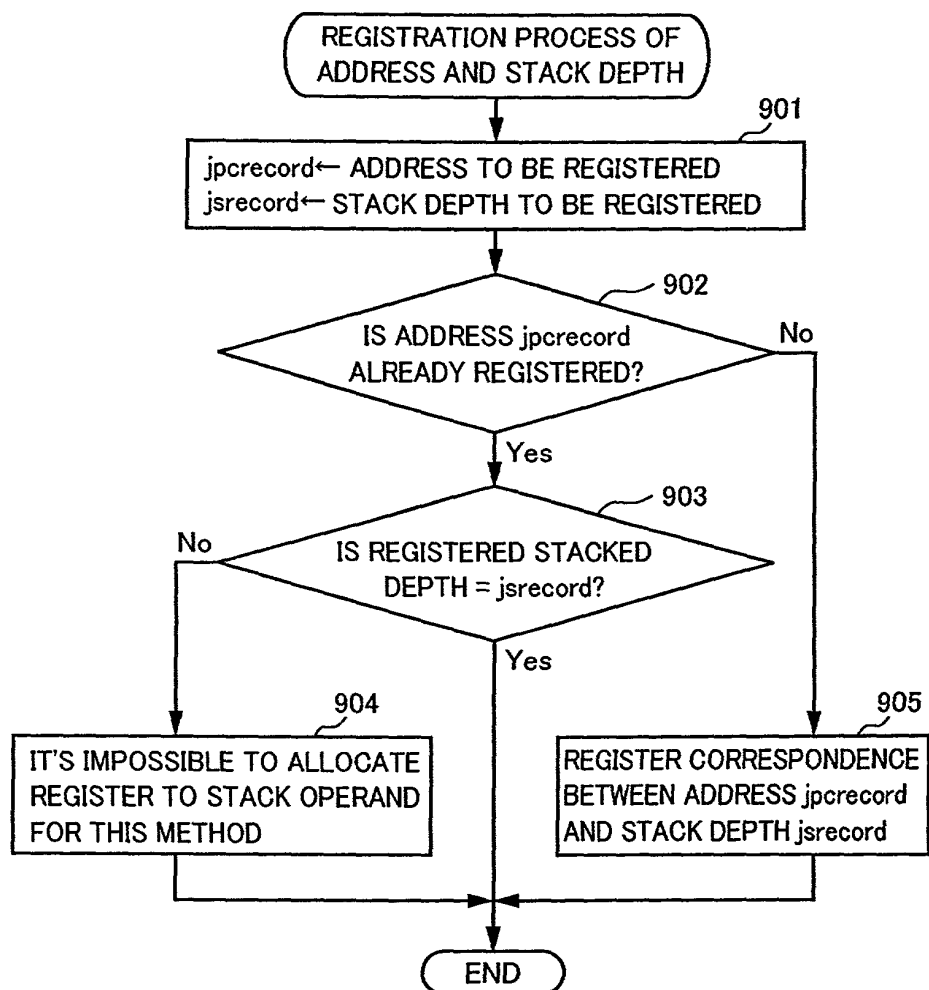 REGISTRATION PROCESS OF
ADDRESS AND STACK DEPTH
901
jpcrecord← ADDRESS TO BE REGISTERED
jsrecord← STACK DEPTH TO BE REGISTERED
902
IS ADDRESS jpcrecord
ALREADY REGISTERED?
No
Yes
903
IS REGISTERED STACKED
DEPTH = jsrecord?
No
Yes
904
IT'S IMPOSSIBLE TO ALLOCATE
REGISTER TO STACK OPERAND
FOR THIS METHOD
905
REGISTER CORRESPONDENCE
BETWEEN ADDRESS jpcrecord
AND STACK DEPTH jsrecord
END